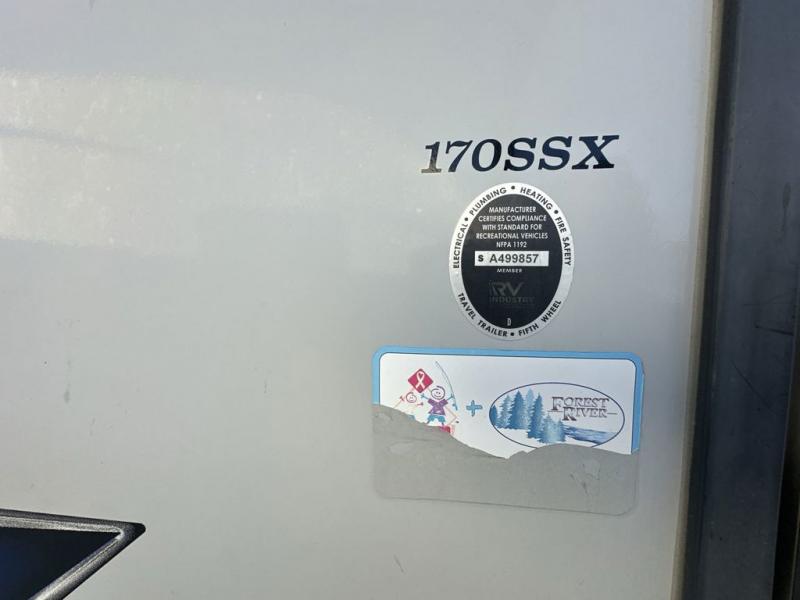 170SSX
ELECTRICAL • PLUMBING • HEATING • FIRE SAFETY
MANUFACTURER
CERTIFIES COMPLIANCE
WITH STANDARD FOR
RECREATIONAL VEHICLES
NFPA 1192
S A499857
MEMBER
RV
INDUSTRY
D
TRAVEL TRAILER • FIFTH WHEEL
+
FOREST
RIVER